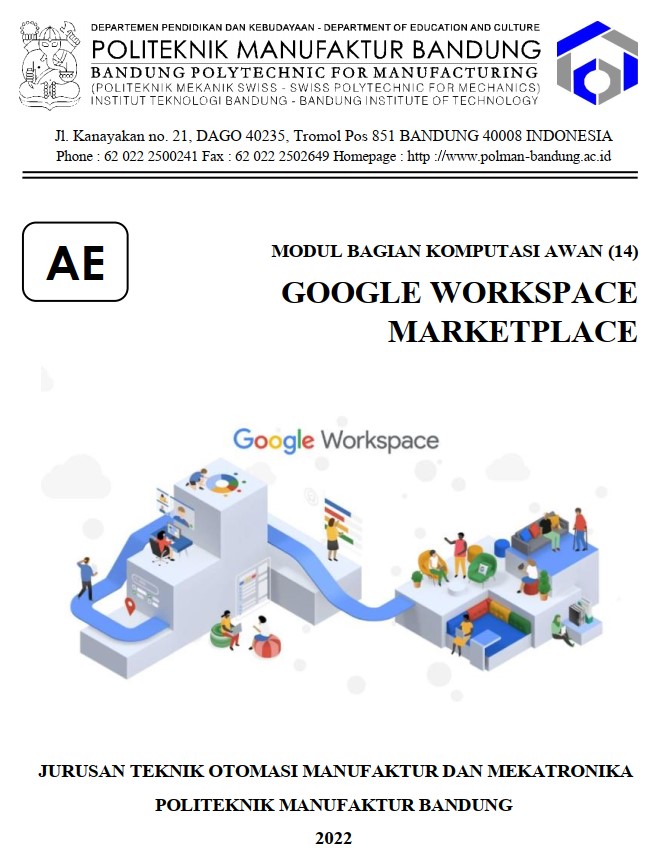 DEPARTEMEN PENDIDIKAN DAN KEBUDAYAAN - DEPARTMENT OF EDUCATION AND CULTURE
POLITEKNIK MANUFAKTUR BANDUNG
BANDUNG POLYTECHNIC FOR MANUFACTURING
(POLITEKNIK MEKANIK SWISS - SWISS POLYTECHNIC FOR MECHANICS)
INSTITUT TEKNOLOGI BANDUNG - BANDUNG INSTITUTE OF TECHNOLOGY
Jl. Kanayakan no. 21, DAGO 40235, Tromol Pos 851 BANDUNG 40008 INDONESIA
Phone : 62 022 2500241 Fax : 62 022 2502649 Homepage : http ://www.polman-bandung.ac.id
AE
MODUL BAGIAN KOMPUTASI AWAN (14)
GOOGLE WORKSPACE
MARKETPLACE
Google Workspace
JURUSAN TEKNIK OTOMASI MANUFAKTUR DAN MEKATRONIKA
POLITEKNIK MANUFAKTUR BANDUNG
2022